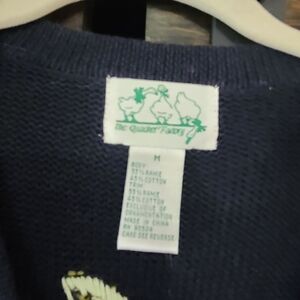 The Quacker Factory
M
BODY:
55% RAMIE
45% COTTON
TRIM:
55% RAMIE
45% COTTON
EXCLUSIVE OF
ORNAMENTATION
MADE IN CHINA
CARE SEE REVERSE